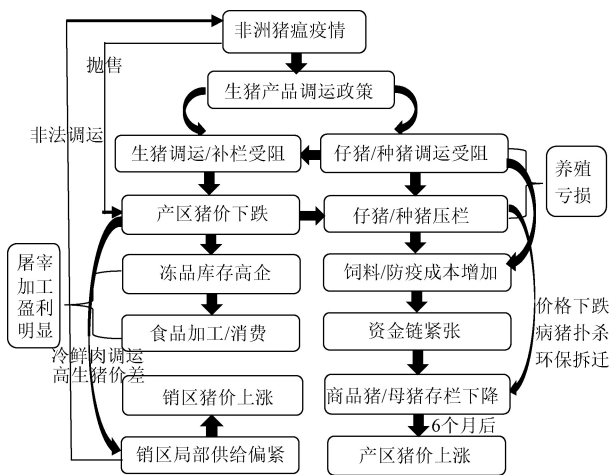 非洲猪瘟疫情
抛售
生猪产品调运政策
非法调运
生猪调运/补栏受阻
仔猪/种猪调运受阻
养殖
亏损
产区猪价下跌
仔猪/种猪压栏
屠宰
加工
盈利
明显
冻品库存高企
饲料/防疫成本增加
食品加工/消费
资金链紧张
价格下跌
病猪扑杀
环保拆迁
冷鲜肉调运
高生猪价差
销区猪价上涨
商品猪/母猪存栏下降
6个月后
销区局部供给偏紧
产区猪价上涨